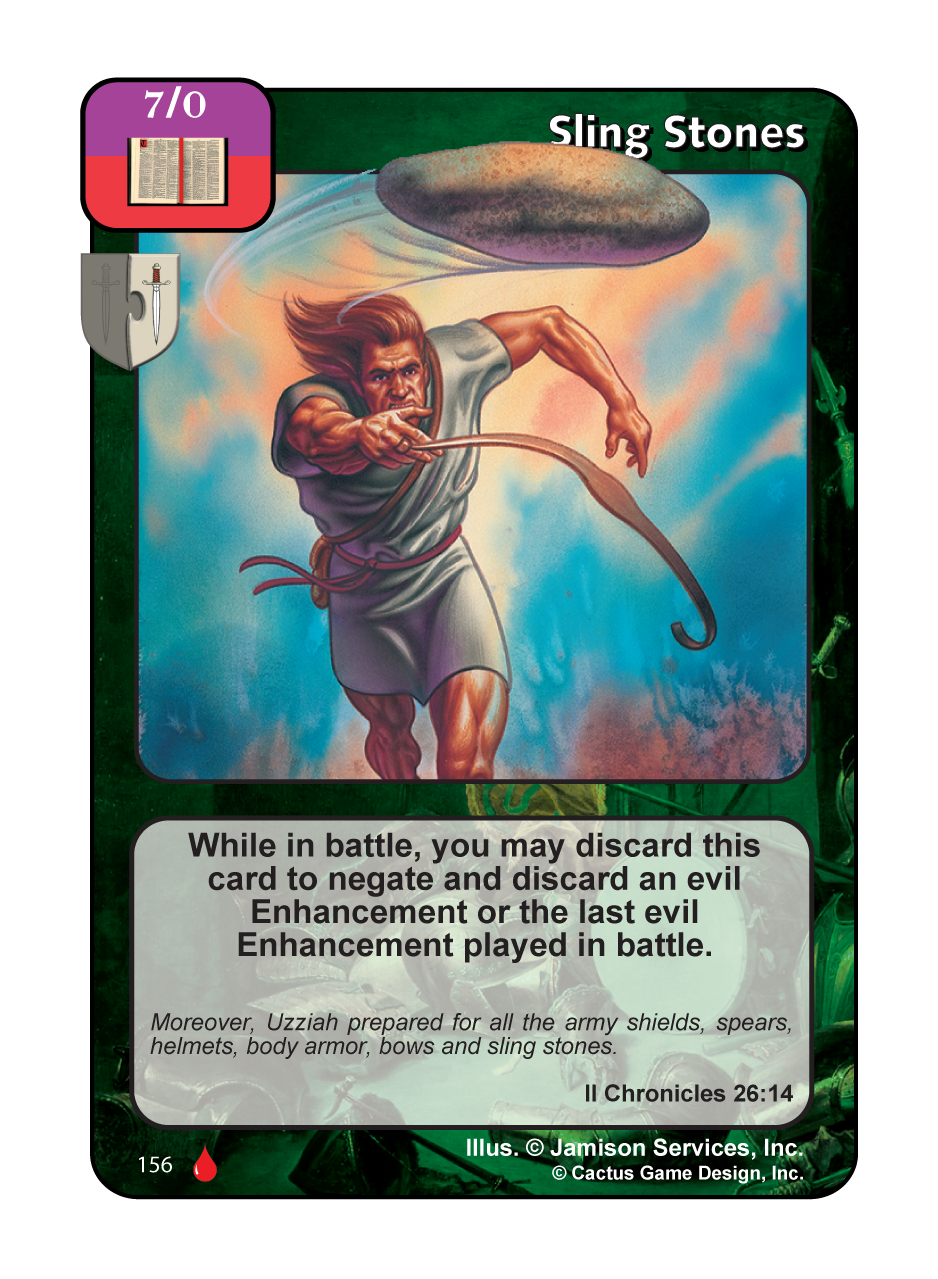 7/0
Sling Stones
While in battle, you may discard this
card to negate and discard an evil
Enhancement or the last evil
Enhancement played in battle.
Moreover, Uzziah prepared for all the army shields, spears,
helmets, body armor, bows and sling stones.
II Chronicles 26:14
Illus. © Jamison Services, Inc.
156
© Cactus Game Design, Inc.